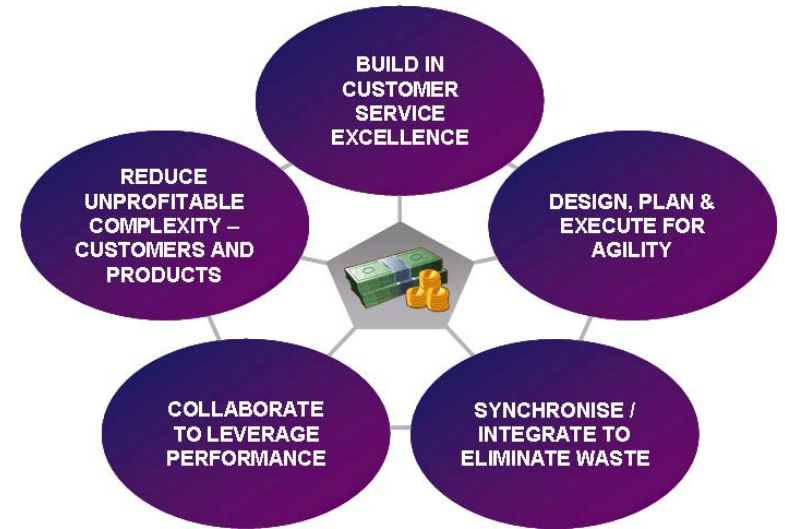 BUILD IN
CUSTOMER
SERVICE
EXCELLENCE
REDUCE
UNPROFITABLE
COMPLEXITY –
CUSTOMERS AND
PRODUCTS
DESIGN, PLAN &
EXECUTE FOR
AGILITY
COLLABORATE
TO LEVERAGE
PERFORMANCE
SYNCHRONISE /
INTEGRATE TO
ELIMINATE WASTE